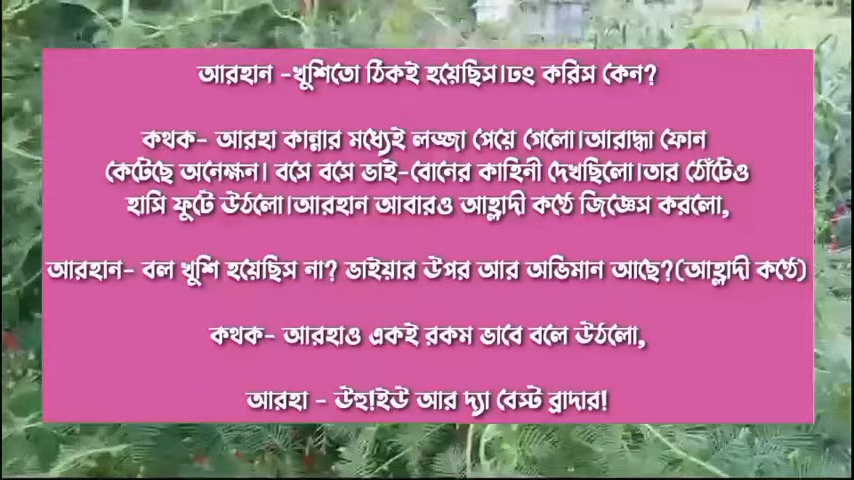 আরহান -খুশিতো ঠিকই হয়েছিস।ঢং করিস কেন?
কথক- আরহা কান্নার মধ্যেই লজ্জা পেয়ে গেলো।আরাদ্ধা ফোন
কেটেছে অনেক্ষন। বসে বসে ভাই-বোনের কাহিনী দেখছিলো।তার ঠোঁটেও
হাসি ফুটে উঠলো।আরহান আবারও আহ্লাদী কন্ঠে জিজ্ঞেস করলো,
আরহান- বল খুশি হয়েছিস না? ভাইয়ার উপর আর অভিমান আছে?(আহ্লাদী কন্ঠে)
কথক- আরহাও একই রকম ভাবে বলে উঠলো,
আরহা - উহু!ইউ আর দ্যা বেস্ট ব্রাদার!